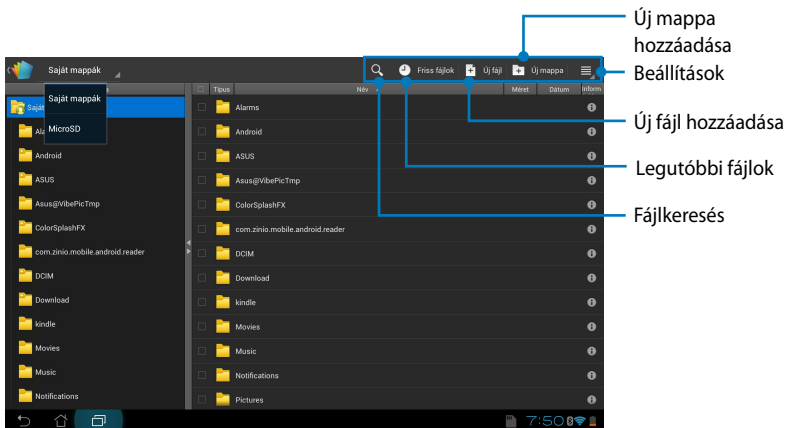 Új mappa
hozzáadása
Beállítások
Új fájl hozzáadása
Legutóbbi fájlok
Fájlkeresés
Saját mappák
Friss fájlok
Új fájl
Új mappa
Saját mappák
MicroSD
Saját
Android
ASUS
Asus@VibePicTmp
ColorSplashFX
com.zinio.mobile.android.reader
DCIM
Download
kindle
Movies
Music
Notifications
Típus Név Méret Dátum Inform
Alarms
Android
ASUS
Asus@VibePicTmp
ColorSplashFX
com.zinio.mobile.android.reader
DCIM
Download
kindle
Movies
Music
Notifications
Pictures
7:50